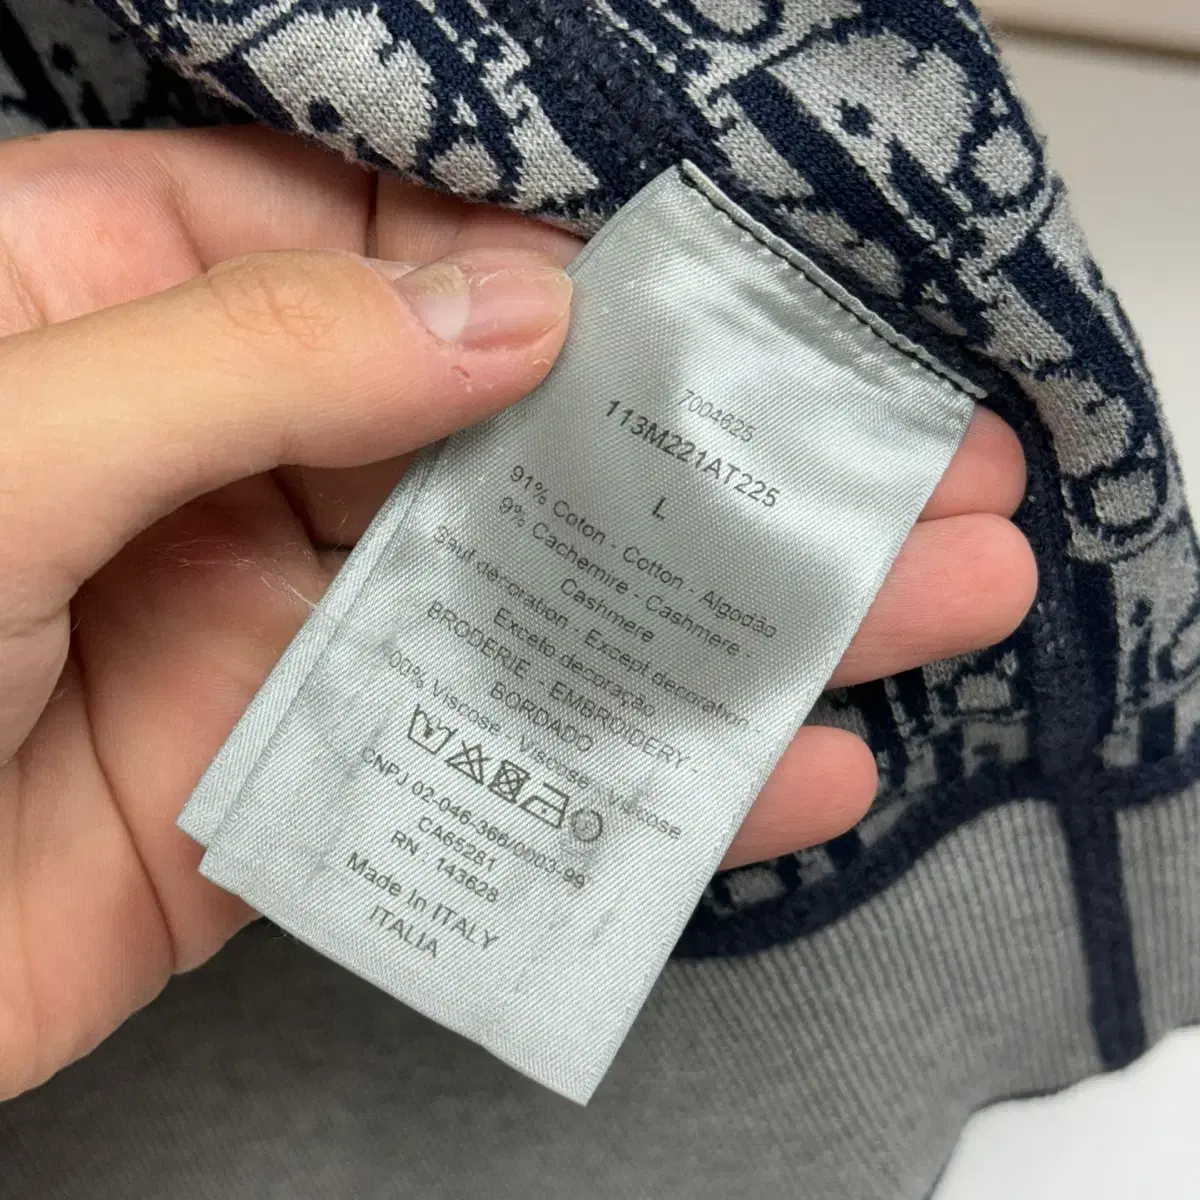 7004625
113M221AT225
L
91% Coton - Cotton - Algodão
9% Cachemire - Cashmere -
Cashmere
Sauf décoration - Except decoration -
Exceto decoração
BRODERIE - EMBROIDERY -
BORDADO
00% Viscose - Viscose - Viscose
CNPJ 02-046-366/0003-99
CA65281
RN - 143628
Made In ITALY
ITALIA